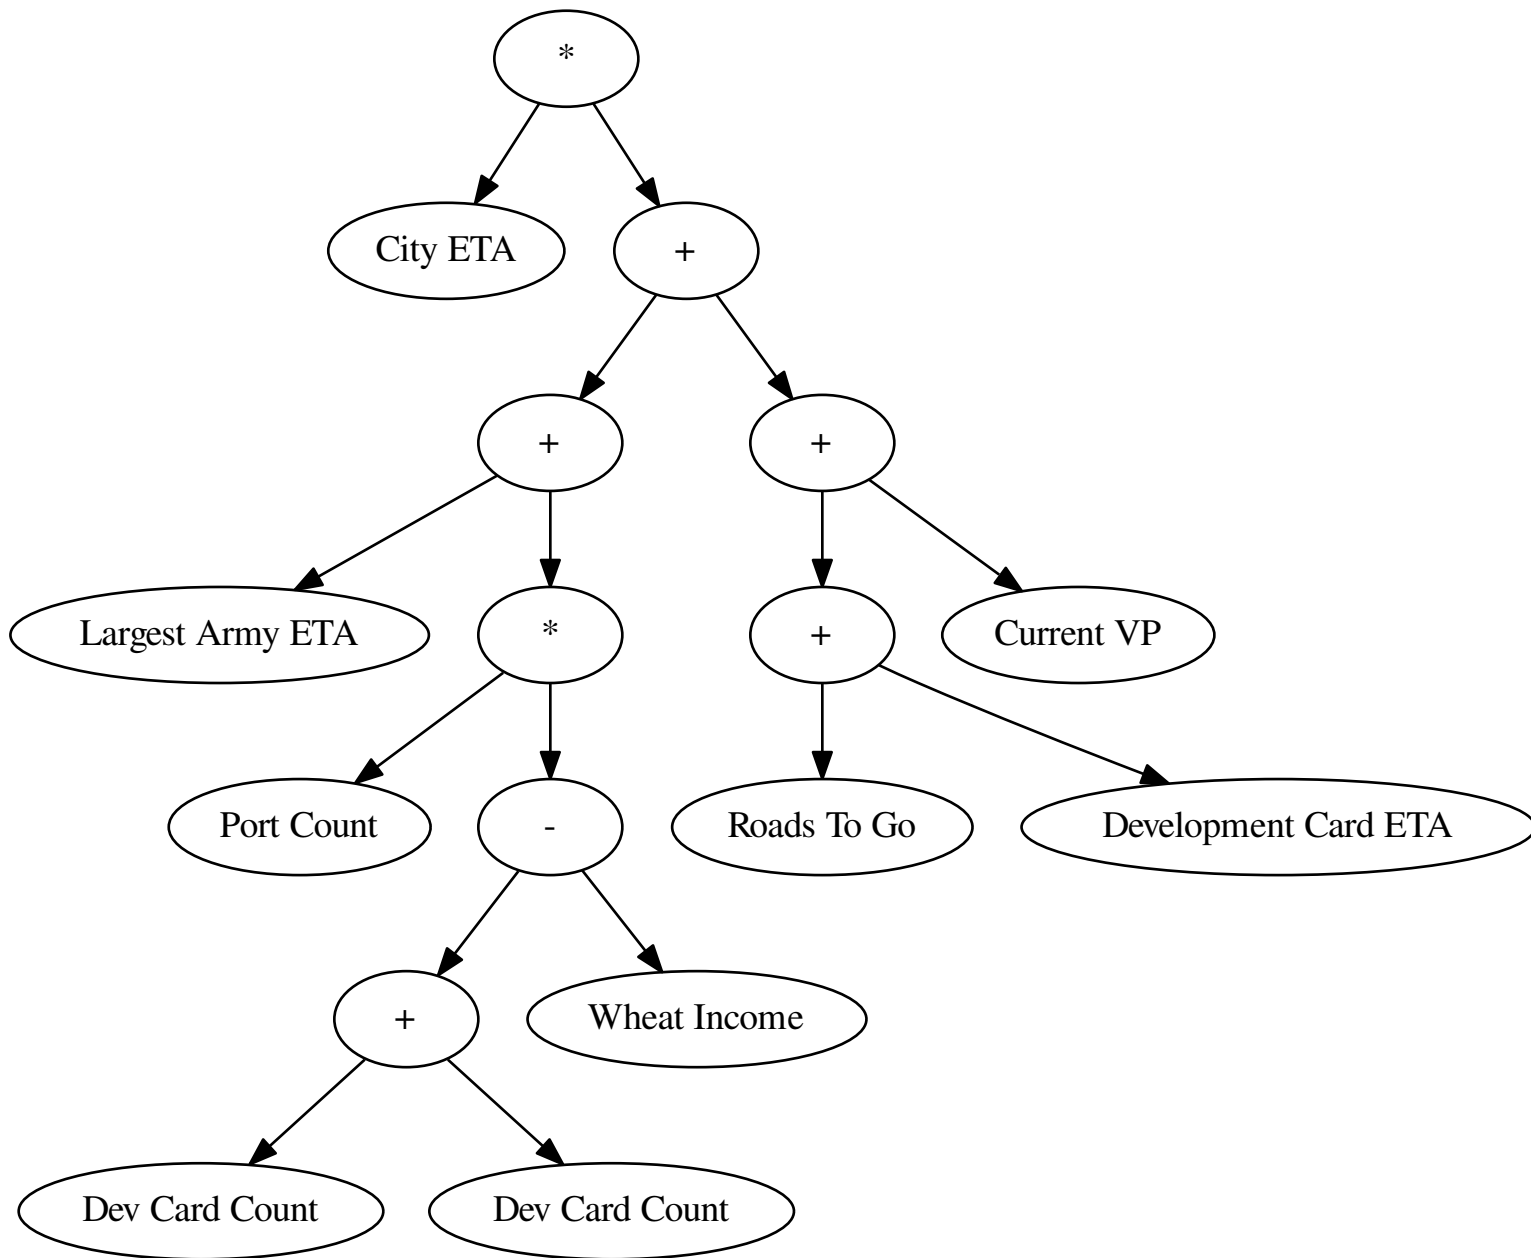 *
City ETA
+
+
+
Largest Army ETA
*
+
Current VP
Port Count
-
Roads To Go
Development Card ETA
+
Wheat Income
Dev Card Count
Dev Card Count